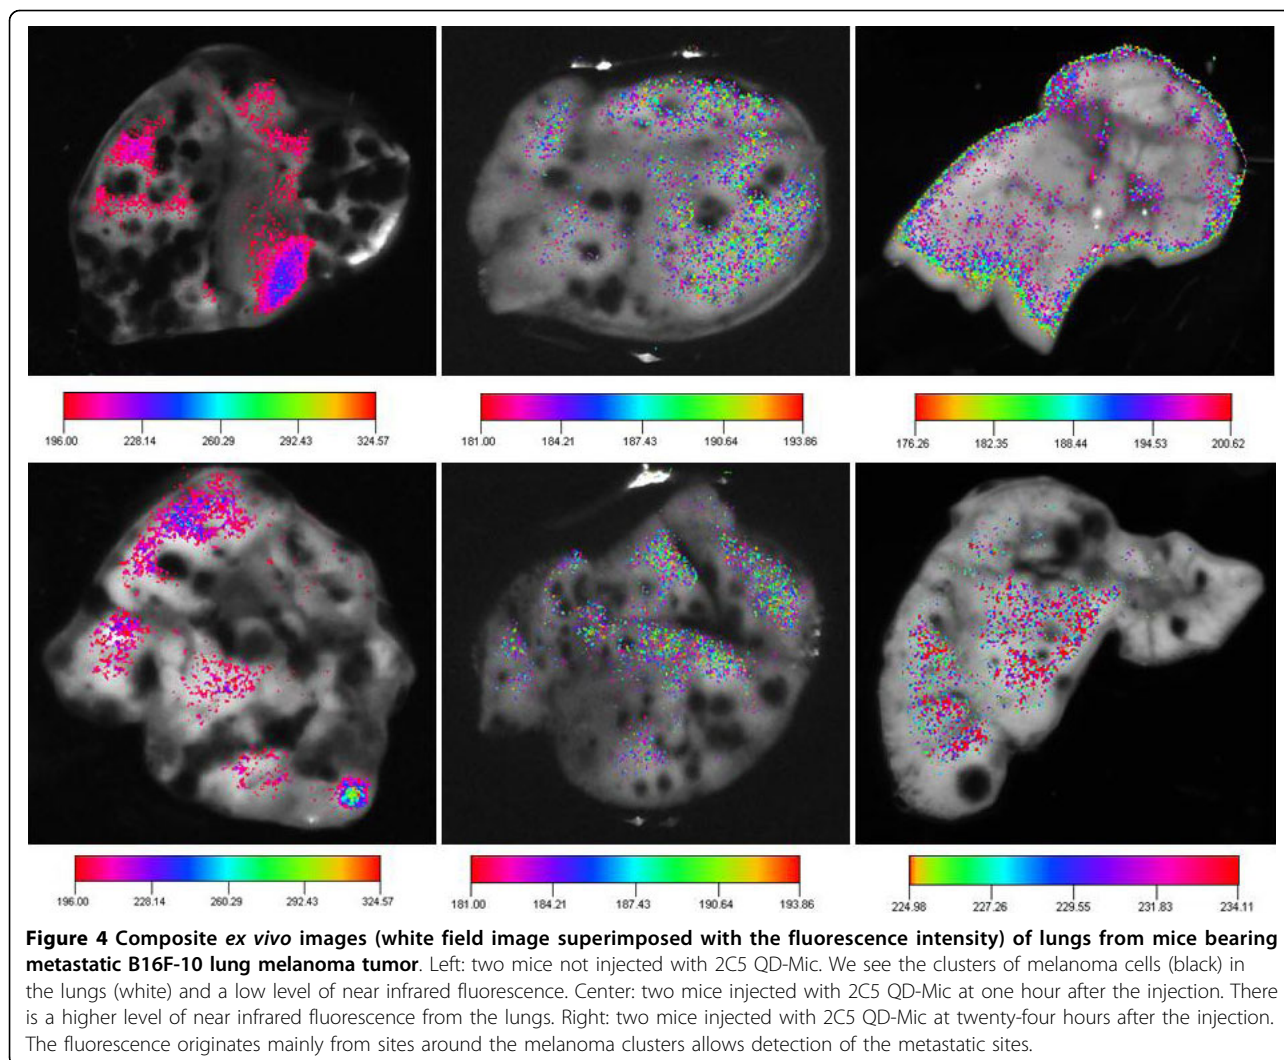 196.00 228.14 260.29 292.43 324.57
181.00 184.21 187.43 190.64 193.86
176.26 182.35 188.44 194.53 200.62
196.00 228.14 260.29 292.43 324.57
181.00 184.21 187.43 190.64 193.86
224.98 227.26 229.55 231.83 234.11
Figure 4 Composite ex vivo images (white field image superimposed with the fluorescence intensity) of lungs from mice bearing
metastatic B16F-10 lung melanoma tumor. Left: two mice not injected with 2C5 QD-Mic. We see the clusters of melanoma cells (black) in
the lungs (white) and a low level of near infrared fluorescence. Center: two mice injected with 2C5 QD-Mic at one hour after the injection. There
is a higher level of near infrared fluorescence from the lungs. Right: two mice injected with 2C5 QD-Mic at twenty-four hours after the injection.
The fluorescence originates mainly from sites around the melanoma clusters allows detection of the metastatic sites.